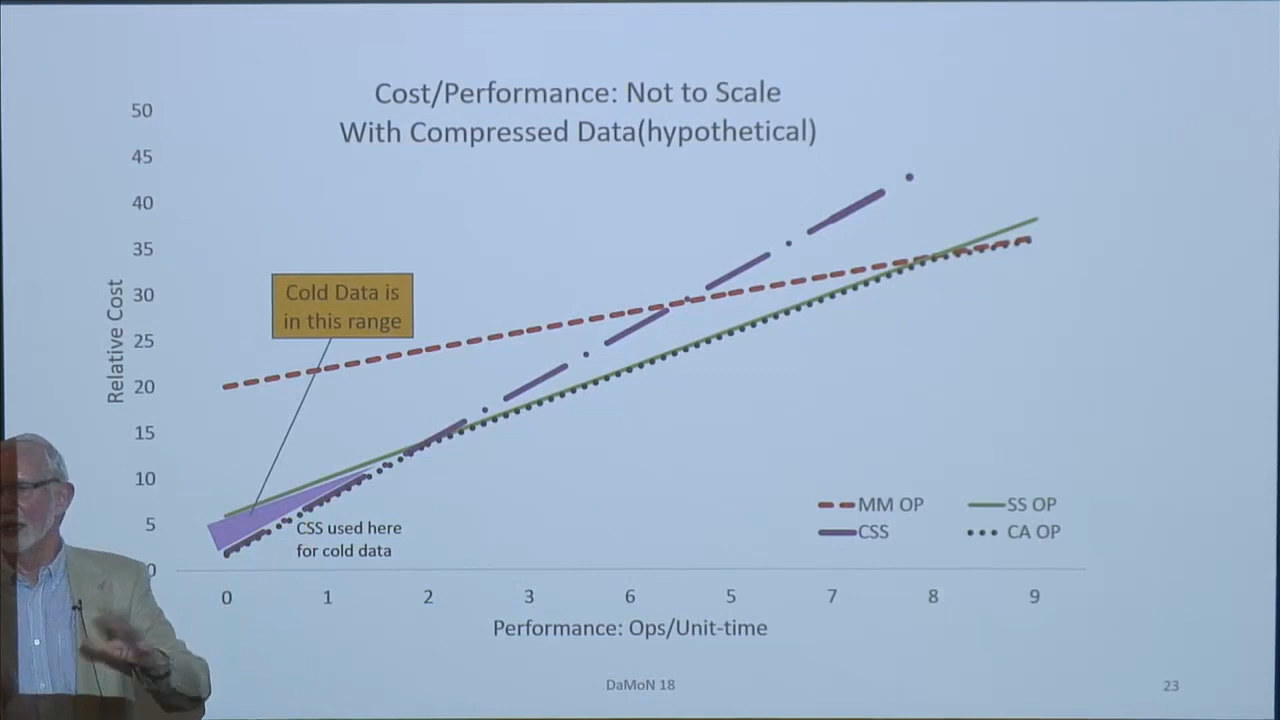 Cost/Performance: Not to Scale
With Compressed Data(hypothetical)
50
45
40
35
30
25
20
15
10
5
0
Relative Cost
Cold Data is
in this range
CSS used here
for cold data
MM OP
SS OP
CSS
CA OP
0 1 2 3 6 5 7 8 9
Performance: Ops/Unit-time
DaMoN 18
23